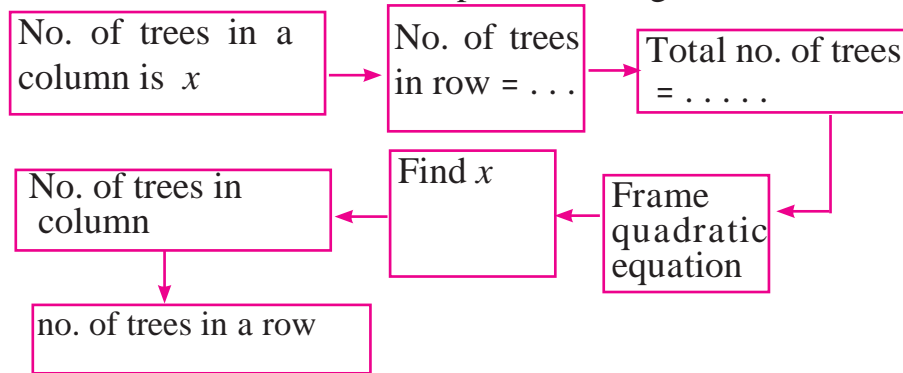 No. of trees in a
column is x
No. of trees
in row = . . .
Total no. of trees
= . . . . .
Frame
quadratic
equation
Find x
No. of trees in
column
no. of trees in a row